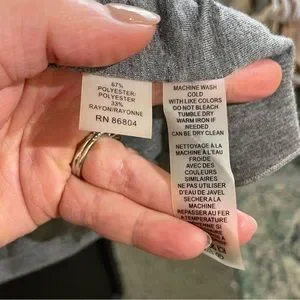 67%
POLYESTER/
POLYESTER
33%
RAYON/RAYONNE
RN 86804
MACHINE WASH
COLD
WITH LIKE COLORS
DO NOT BLEACH
TUMBLE DRY
WARM IRON IF
NEEDED
CAN BE DRY CLEAN
NETTOYAGE À LA
MACHINE À L'EAU
FROIDE
AVEC DES
COULEURS
SIMILAIRES
NE PAS UTILISER
D'EAU DE JAVEL
SECHER A LA
MACHINE
REPASSER AU FER
A TEMPERATURE